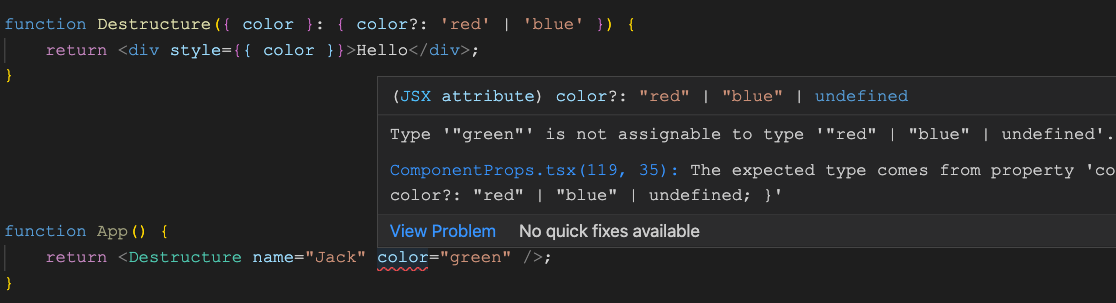 function Destructure({ color }: { color?: 'red' | 'blue' }) {
return <div style={{ color }}>Hello</div>;
}
(JSX attribute) color?: "red" | "blue" | undefined
Type '"green"' is not assignable to type '"red" | "blue" | undefined'.
ComponentProps.tsx(119, 35): The expected type comes from property 'co
color?: "red" | "blue" | undefined; }'
View Problem No quick fixes available
function App() {
return <Destructure name="Jack" color="green" />;
}